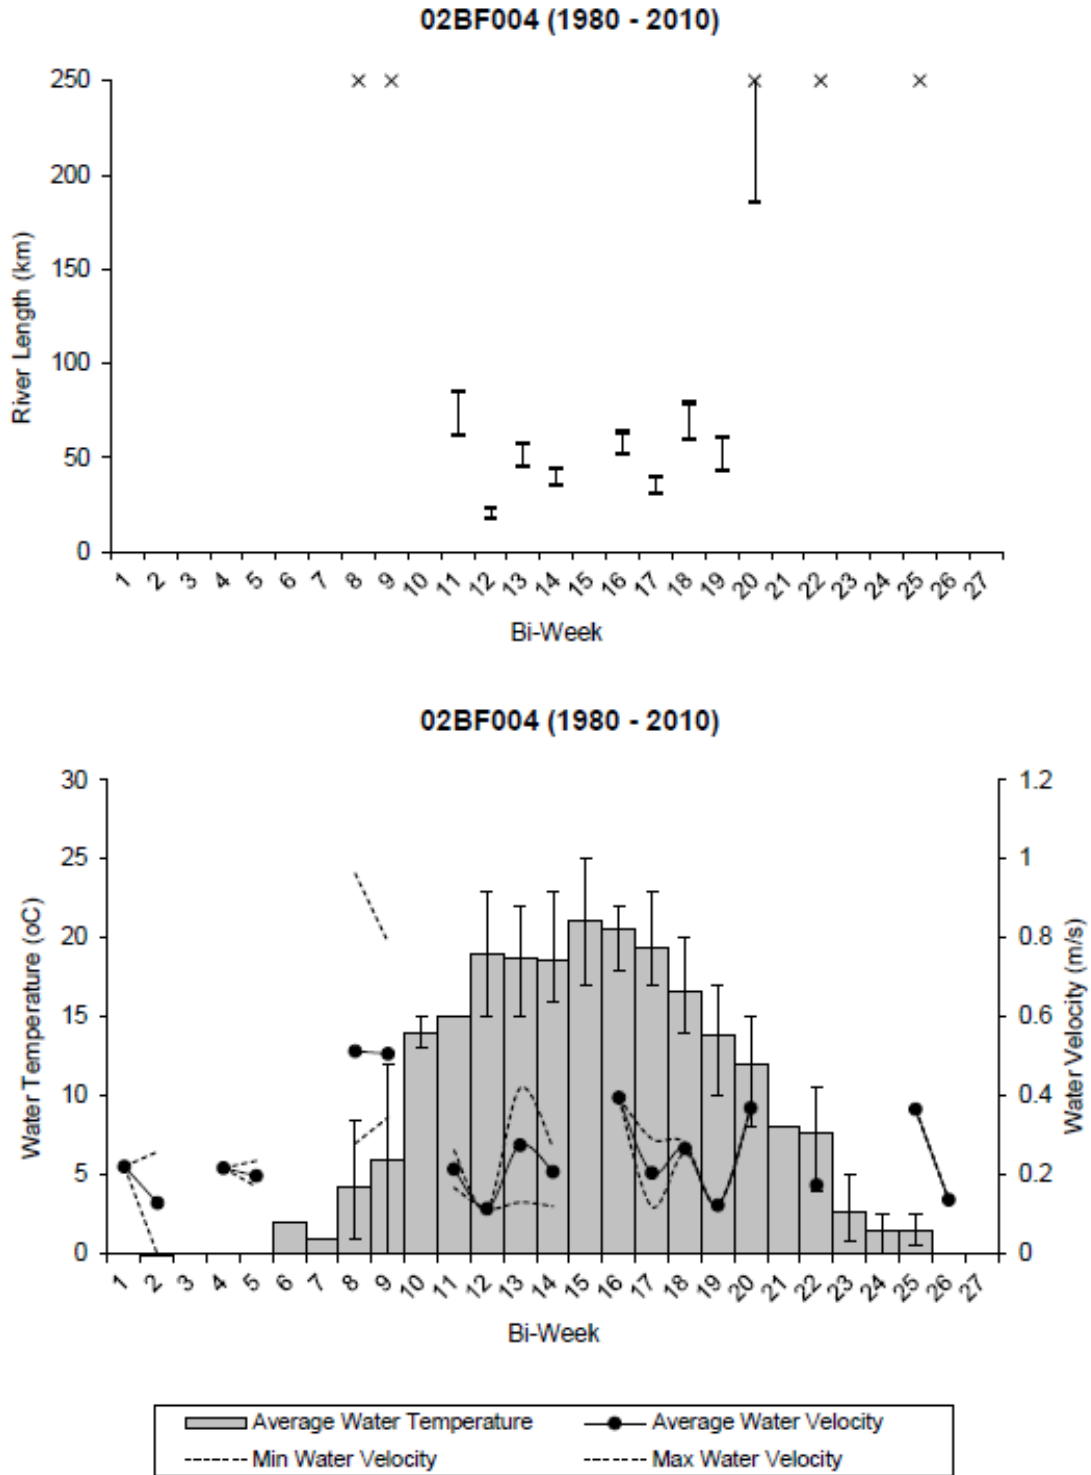 02BF004 (1980 - 2010)
250
200
150
100
50
0
River Length (km)
1 2 3 4 5 6 7 8 9 10 11 12 13 14 15 16 17 18 19 20 22 23 24 25 26 27
Bi-Week
02BF004 (1980 - 2010)
30
25
20
15
10
5
0
Water Temperature (oC)
1.2
1
0.8
0.6
0.4
0.2
0
Water Velocity (m/s)
1 2 3 4 5 6 7 8 9 10 11 12 13 14 15 16 17 18 19 20 21 22 23 24 25 26 27
Bi-Week
Average Water Temperature Average Water Velocity
Min Water Velocity Max Water Velocity